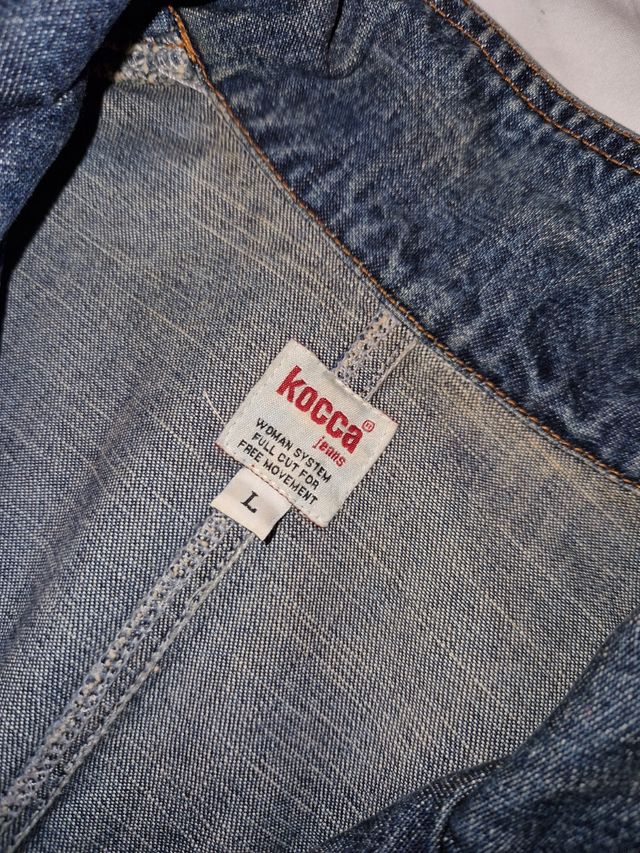 kocca®
jeans
WOMAN SYSTEM
FULL CUT FOR
FREE MOVEMENT
L